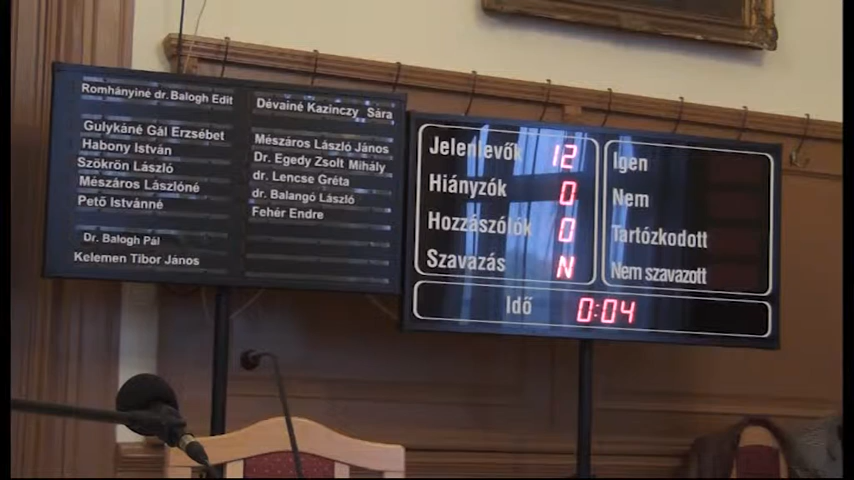 Romhányiné dr.Balogh Edit
Gulykáné Gál Erzsébet
Habony István
Szökrön László
Mészáros Lászlóné
Pető Istvánné
Dr.Balogh Pál
Kelemen Tibor János
Dévainé Kazinczy Sára
Mészáros László János
Dr.Egedy Zsolt Mihály
dr.Lencse Gréta
dr.Balangó László
Fehér Endre
Jelenlevők 12
Hiányzók 0
Hozzászólók 0
Szavazás N
Igen
Nem
Tartózkodott
Nem szavazott
Idő 0:04